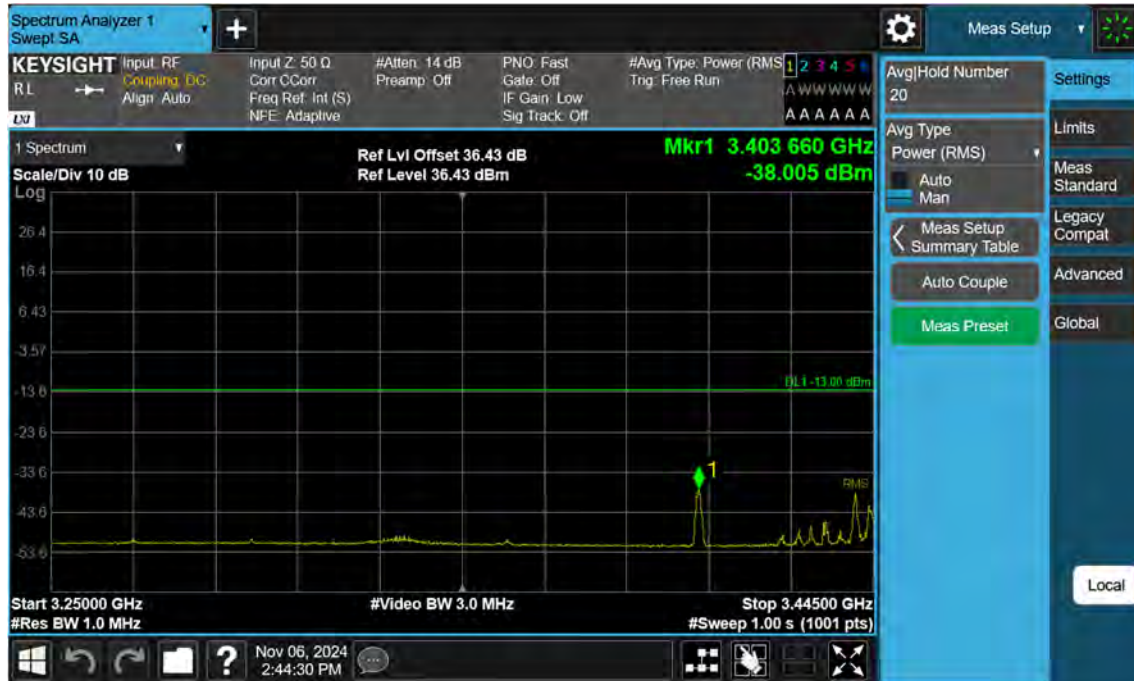 Spectrum Analyzer 1
Swept SA
+
Meas Setup
KEYSIGHT
RL
LXI
Input: RF
Coupling: DC
Align: Auto
Input Z: 50 Ω
Corr CCorr
Freq Ref: Int (S)
NFE: Adaptive
#Atten: 14 dB
Preamp: Off
PNO: Fast
Gate: Off
IF Gain: Low
Sig Track: Off
#Avg Type: Power (RMS)
Trig: Free Run
1 2 3 4 5 6
A W W W W W
A A A A A A
1 Spectrum
Scale/Div 10 dB
Ref Lvl Offset 36.43 dB
Ref Level 36.43 dBm
Mkr1 3.403 660 GHz
-38.005 dBm
Log
26.4
16.4
6.43
-3.57
-13.6
DL1 -13.00 dBm
-23.6
-33.6
1
RMS
-43.6
-53.6
Start 3.25000 GHz
#Video BW 3.0 MHz
Stop 3.44500 GHz
#Res BW 1.0 MHz
#Sweep 1.00 s (1001 pts)
?
Nov 06, 2024
2:44:30 PM
Avg|Hold Number
20
Avg Type
Power (RMS)
Auto
Man
Meas Setup
Summary Table
Auto Couple
Meas Preset
Settings
Limits
Meas
Standard
Legacy
Compat
Advanced
Global
Local